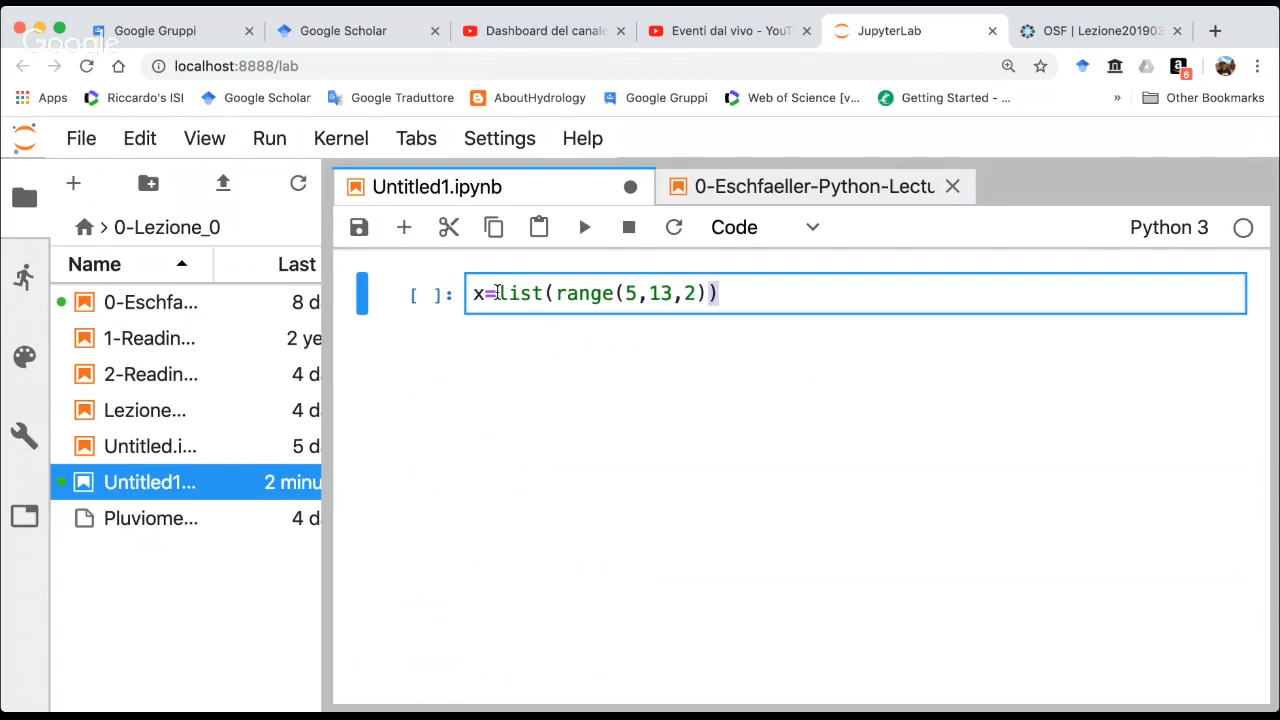 Google Gruppi
Google Scholar
Dashboard del canale
Eventi dal vivo - YouT
JupyterLab
OSF | Lezione201903
Google
localhost:8888/lab
6
Apps
Riccardo's ISI
Google Scholar
Google Traduttore
AboutHydrology
Google Gruppi
Web of Science [v...
Getting Started - ...
»
Other Bookmarks
File Edit View Run Kernel Tabs Settings Help
Untitled1.ipynb
0-Eschfaeller-Python-Lectu
> 0-Lezione_0
Code
Python 3
Name Last
0-Eschfa... 8 d
1-Readin... 2 ye
2-Readin... 4 d
Lezione... 4 d
Untitled.i... 5 d
Untitled1... 2 minu
Pluviome... 4 d
[ ]: x=list(range(5,13,2))